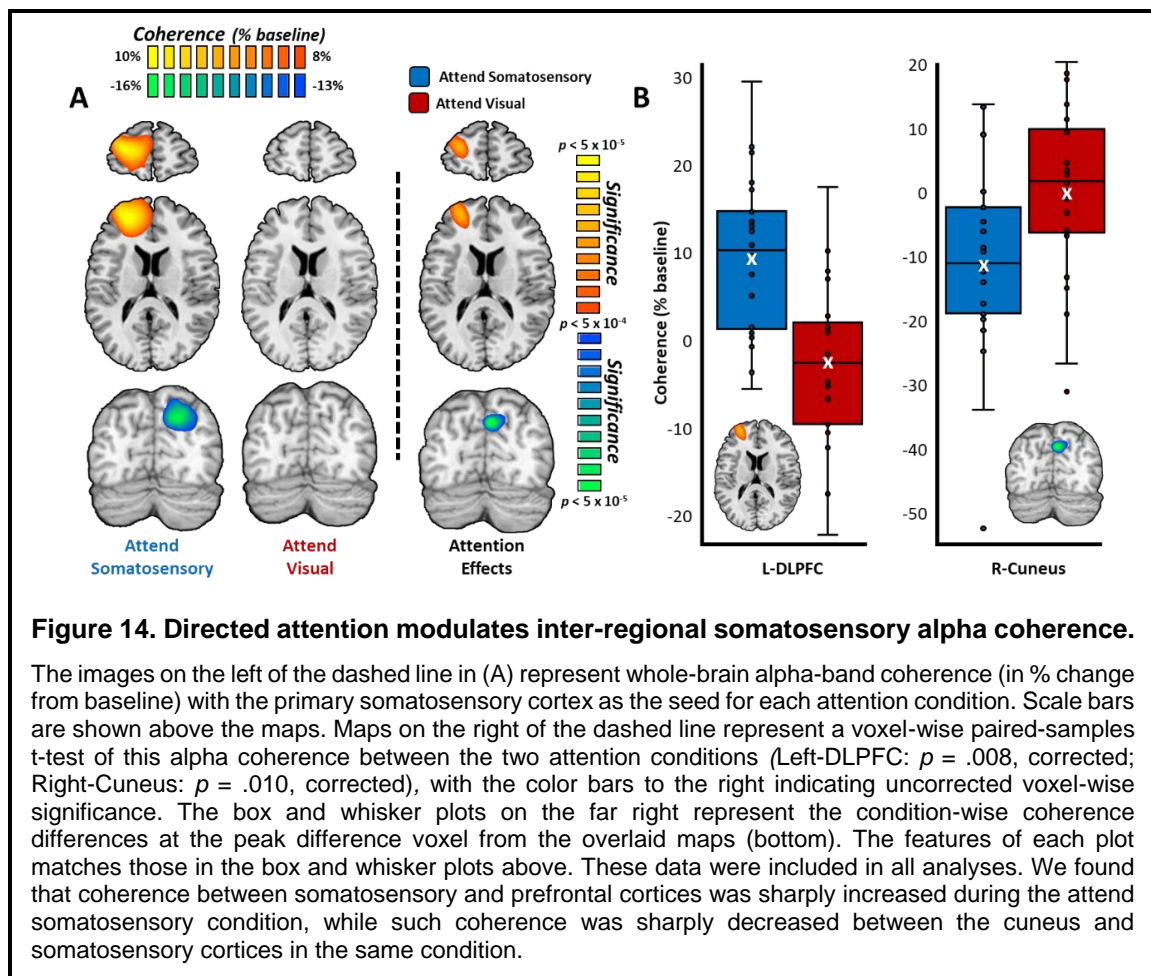 Coherence (% baseline)
10%
8%
-16%
-13%
A
Attend Somatosensory
Attend Visual
B
p < 5 x 10-5
Significance
p < 5 x 10-4
Significance
p < 5 x 10-5
Attend
Somatosensory
Attend
Visual
Attention
Effects
Coherence (% baseline)
30
20
10
0
-10
-20
L-DLPFC
20
10
0
-10
-20
-30
-40
-50
R-Cuneus
X
X
X
X
Figure 14. Directed attention modulates inter-regional somatosensory alpha coherence.
The images on the left of the dashed line in (A) represent whole-brain alpha-band coherence (in % change
from baseline) with the primary somatosensory cortex as the seed for each attention condition. Scale bars
are shown above the maps. Maps on the right of the dashed line represent a voxel-wise paired-samples
t-test of this alpha coherence between the two attention conditions (Left-DLPFC: p = .008, corrected;
Right-Cuneus: p = .010, corrected), with the color bars to the right indicating uncorrected voxel-wise
significance. The box and whisker plots on the far right represent the condition-wise coherence
differences at the peak difference voxel from the overlaid maps (bottom). The features of each plot
matches those in the box and whisker plots above. These data were included in all analyses. We found
that coherence between somatosensory and prefrontal cortices was sharply increased during the attend
somatosensory condition, while such coherence was sharply decreased between the cuneus and
somatosensory cortices in the same condition.